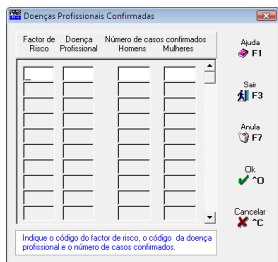 Doenças Profissionais Confirmadas
Factor de Risco
Doença Profissional
Número de casos confirmados
Homens Mulheres
Ajuda
F1
Sair
F3
Anula
F7
Ok
^O
Cancelar
^C
Indique o código do factor de risco, o código da doença
profissional e o número de casos confirmados.